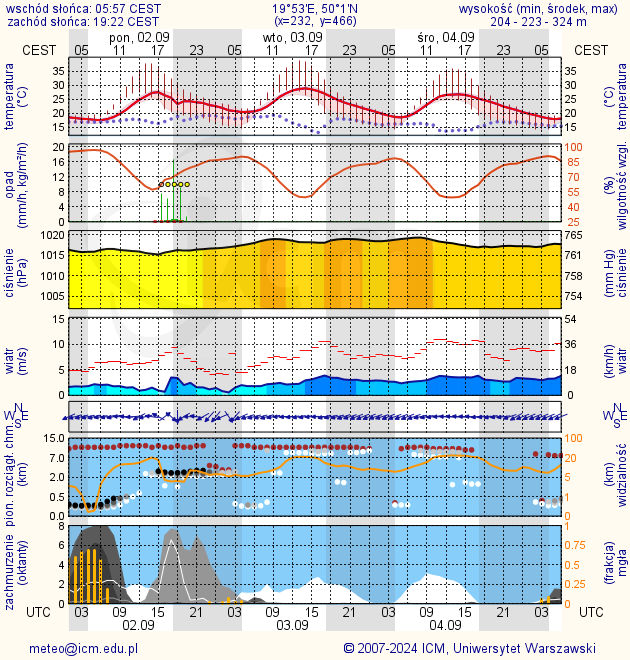 wschód słońca: 05:57 CEST
19°53'E, 50°1'N
wysokość (min, środek, max)
zachód słońca: 19:22 CEST
(x=232, y=466)
204 - 223 - 324 m
pon, 02.09
wto, 03.09
śro, 04.09
CEST 05 11 17 23 05 11 17 23 05 11 17 23 05 CEST
temperatura
(°C)
35
30
25
20
15
35
30
25
20
15
(°C)
temperatura
opad
(mm/h, kg/m²/h)
20
16
12
8
4
0
100
85
70
55
40
25
(%)
wilgotność wzgl.
ciśnienie
(hPa)
1020
1015
1010
1005
765
761
758
754
(mm Hg)
ciśnienie
wiatr
(m/s)
15
10
5
0
54
36
18
0
(km/h)
wiatr
N
W E
S
N
W E
S
pion. rozciągł. chm.
(km)
15.0
7.0
2.0
0.5
0.0
100
20
5
1
0
(km)
widzialność
zachmurzenie
(oktanty)
8
6
4
2
0
1
0.75
0.5
0.25
0
(frakcja)
mgła
UTC 03 09 15 21 03 09 15 21 03 09 15 21 03 UTC
02.09
03.09
04.09
meteo@icm.edu.pl
© 2007-2024 ICM, Uniwersytet Warszawski